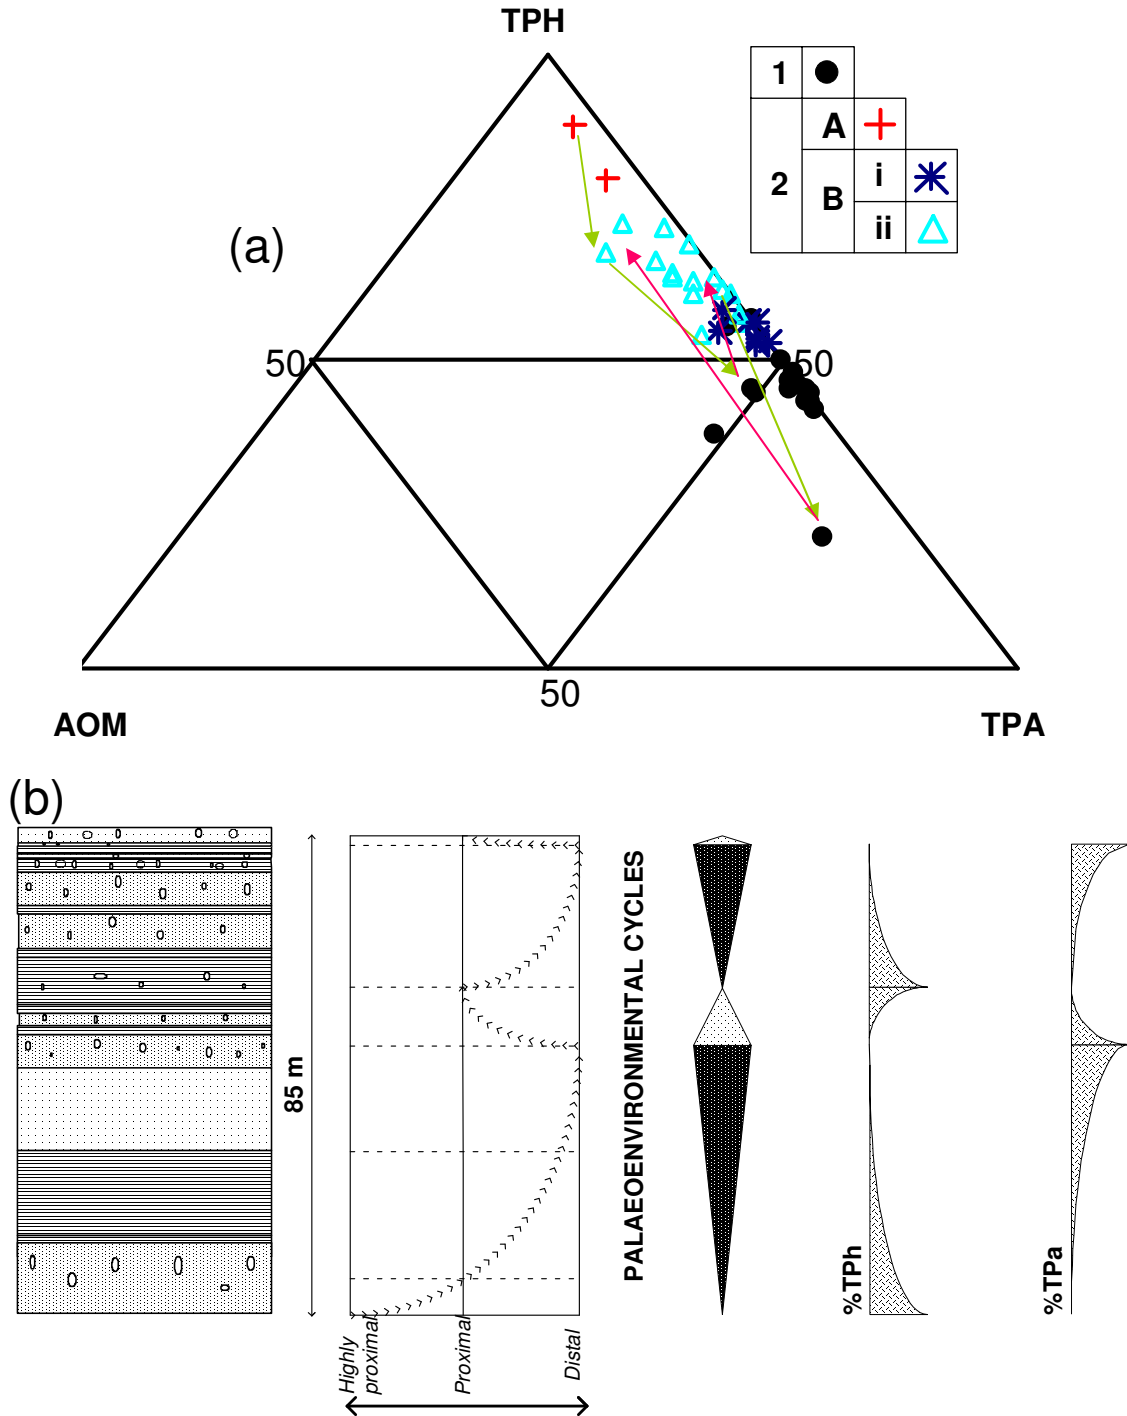 TPH
1
A
2
i
B
ii
(a)
50
50
50
AOM
TPA
(b)
85 m
Highly
proximal
Proximal
Distal
PALAEOENVIRONMENTAL CYCLES
%TPh
%TPa